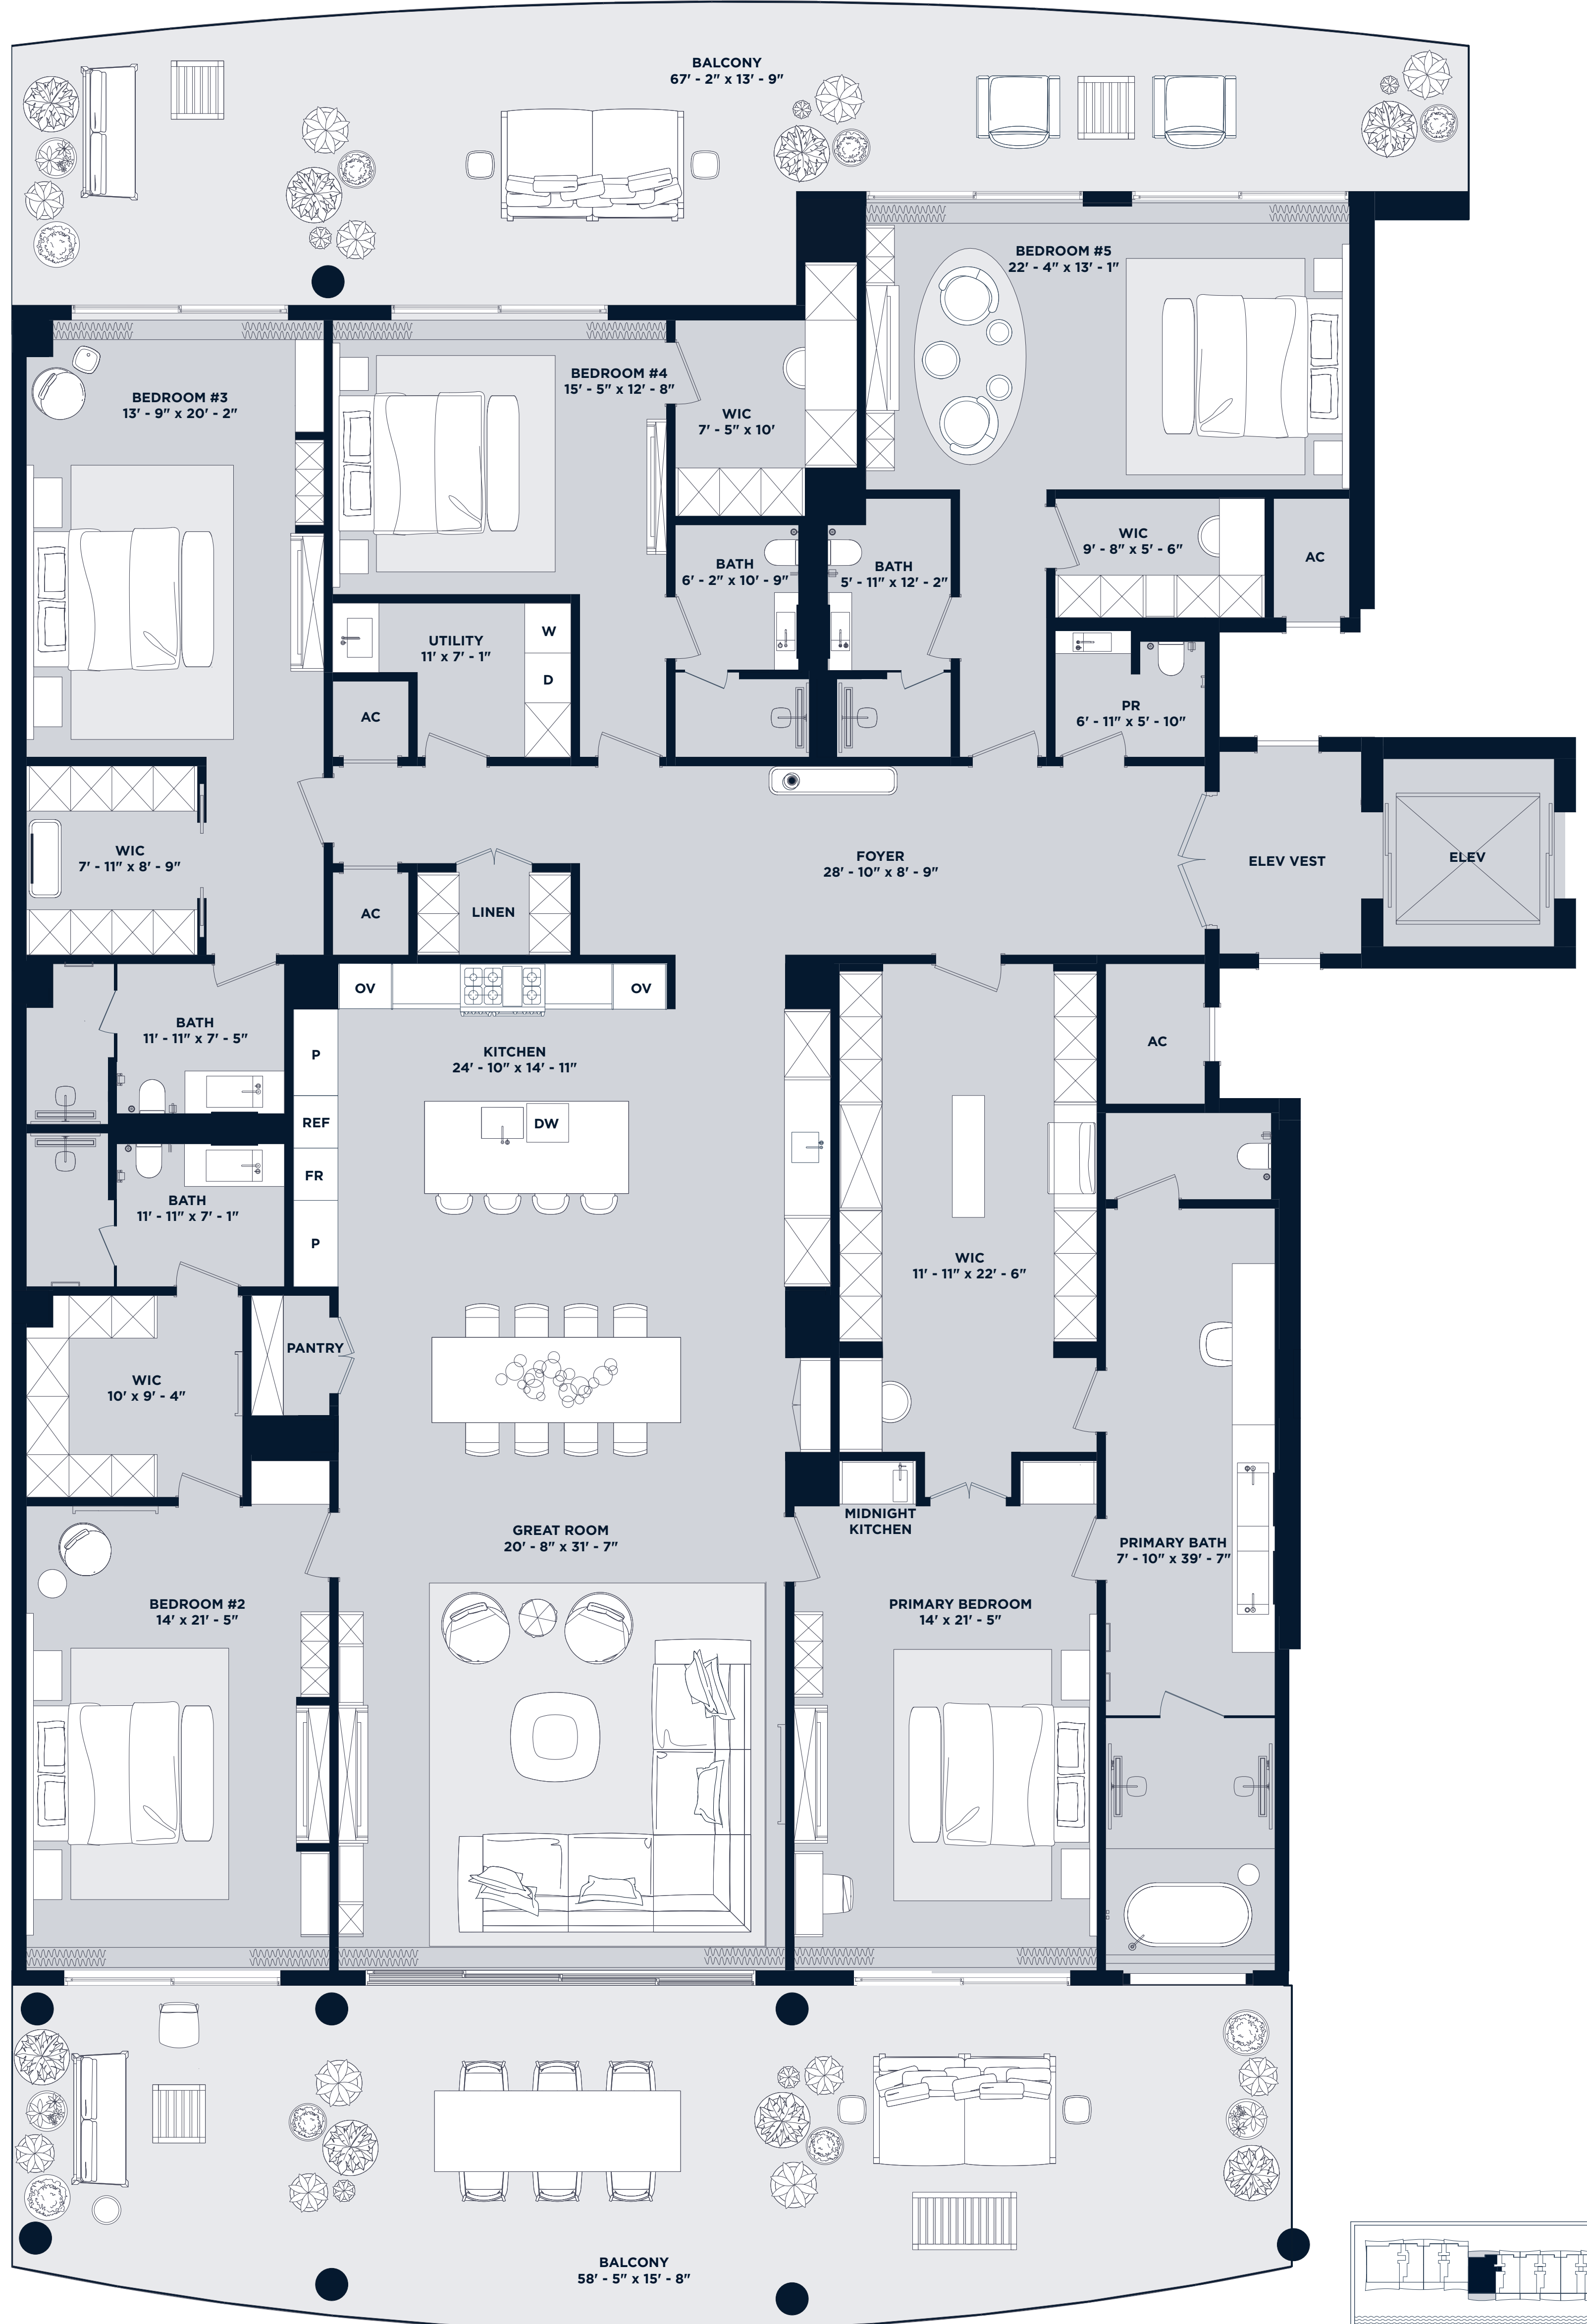 BALCONY
67' - 2" x 13' - 9"
BEDROOM #5
22' - 4" x 13' - 1"
BEDROOM #4
15' - 5" x 12' - 8"
BEDROOM #3
13' - 9" x 20' - 2"
WIC
7' - 5" x 10'
WIC
9' - 8" x 5' - 6"
AC
BATH
6' - 2" x 10' - 9"
BATH
5' - 11" x 12' - 2"
UTILITY
11' x 7' - 1"
W
D
AC
PR
6' - 11" x 5' - 10"
WIC
7' - 11" x 8' - 9"
FOYER
28' - 10" x 8' - 9"
ELEV VEST
ELEV
AC
LINEN
OV
OV
BATH
11' - 11" x 7' - 5"
KITCHEN
24' - 10" x 14' - 11"
P
AC
REF
DW
FR
BATH
11' - 11" x 7' - 1"
P
WIC
11' - 11" x 22' - 6"
PANTRY
WIC
10' x 9' - 4"
MIDNIGHT
KITCHEN
GREAT ROOM
20' - 8" x 31' - 7"
PRIMARY BATH
7' - 10" x 39' - 7"
BEDROOM #2
14' x 21' - 5"
PRIMARY BEDROOM
14' x 21' - 5"
BALCONY
58' - 5" x 15' - 8"